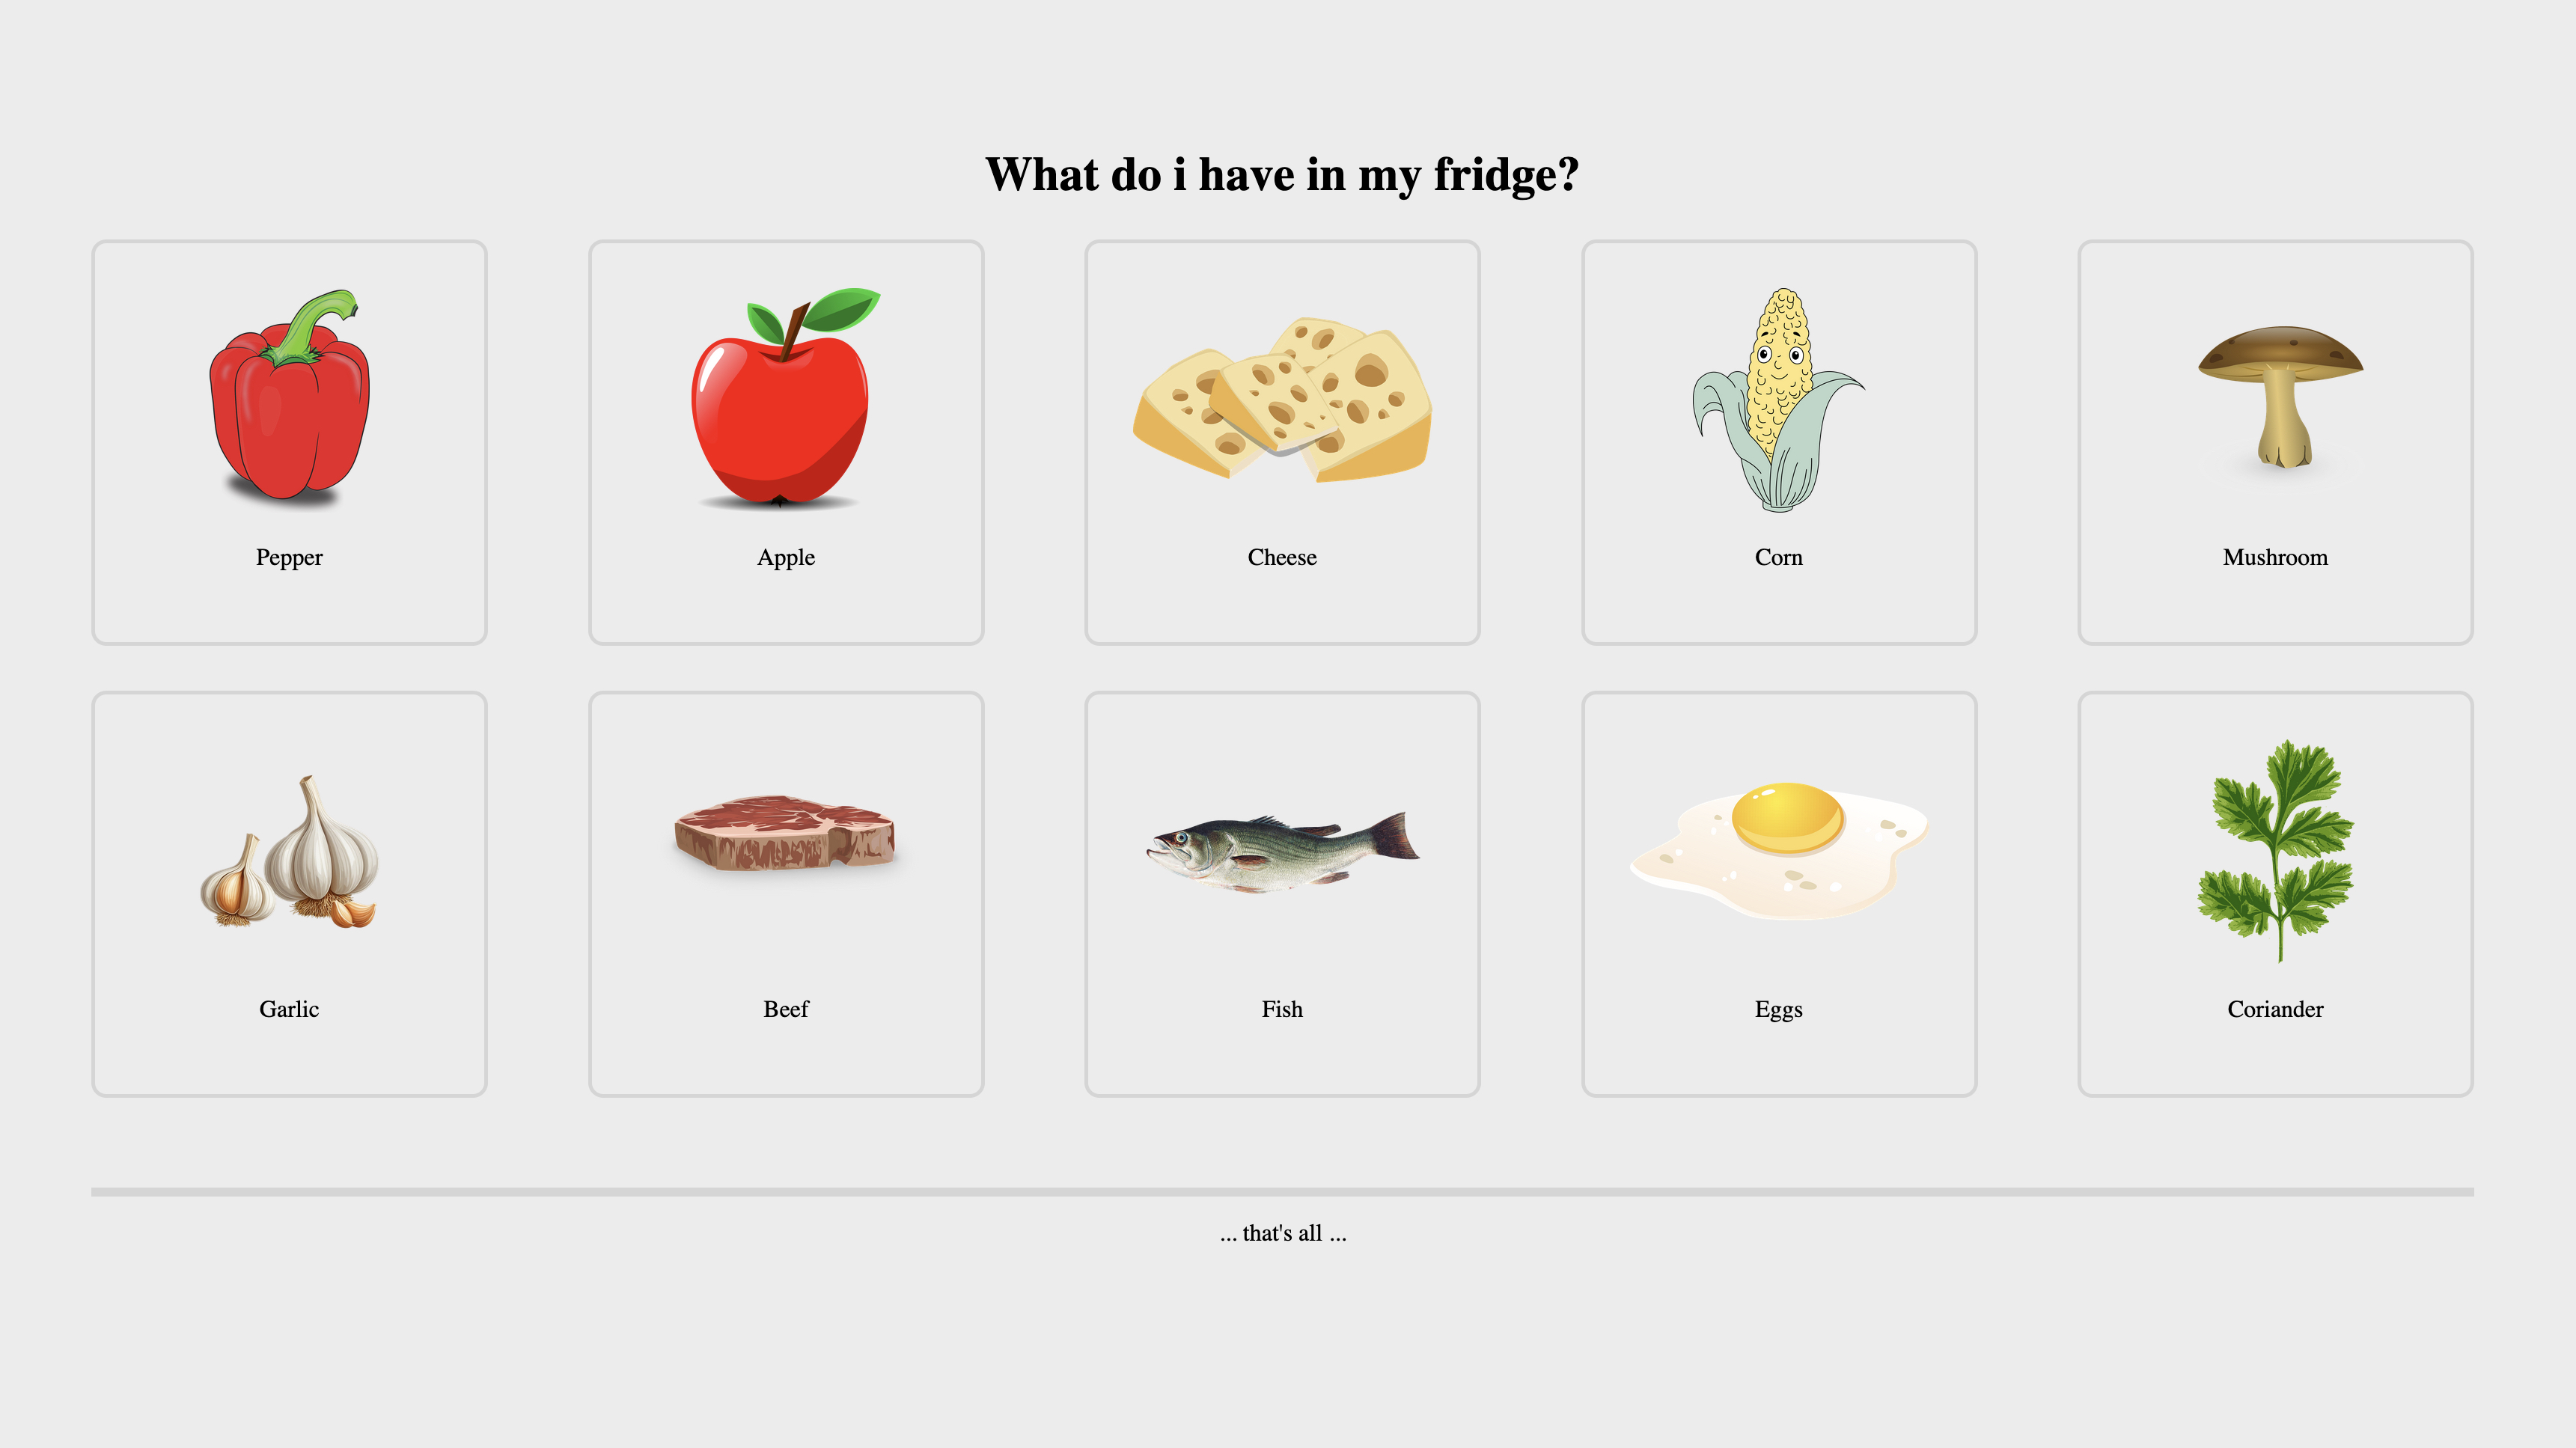 What do i have in my fridge?
Pepper
Apple
Cheese
Corn
Mushroom
Garlic
Beef
Fish
Eggs
Coriander
... that's all ...